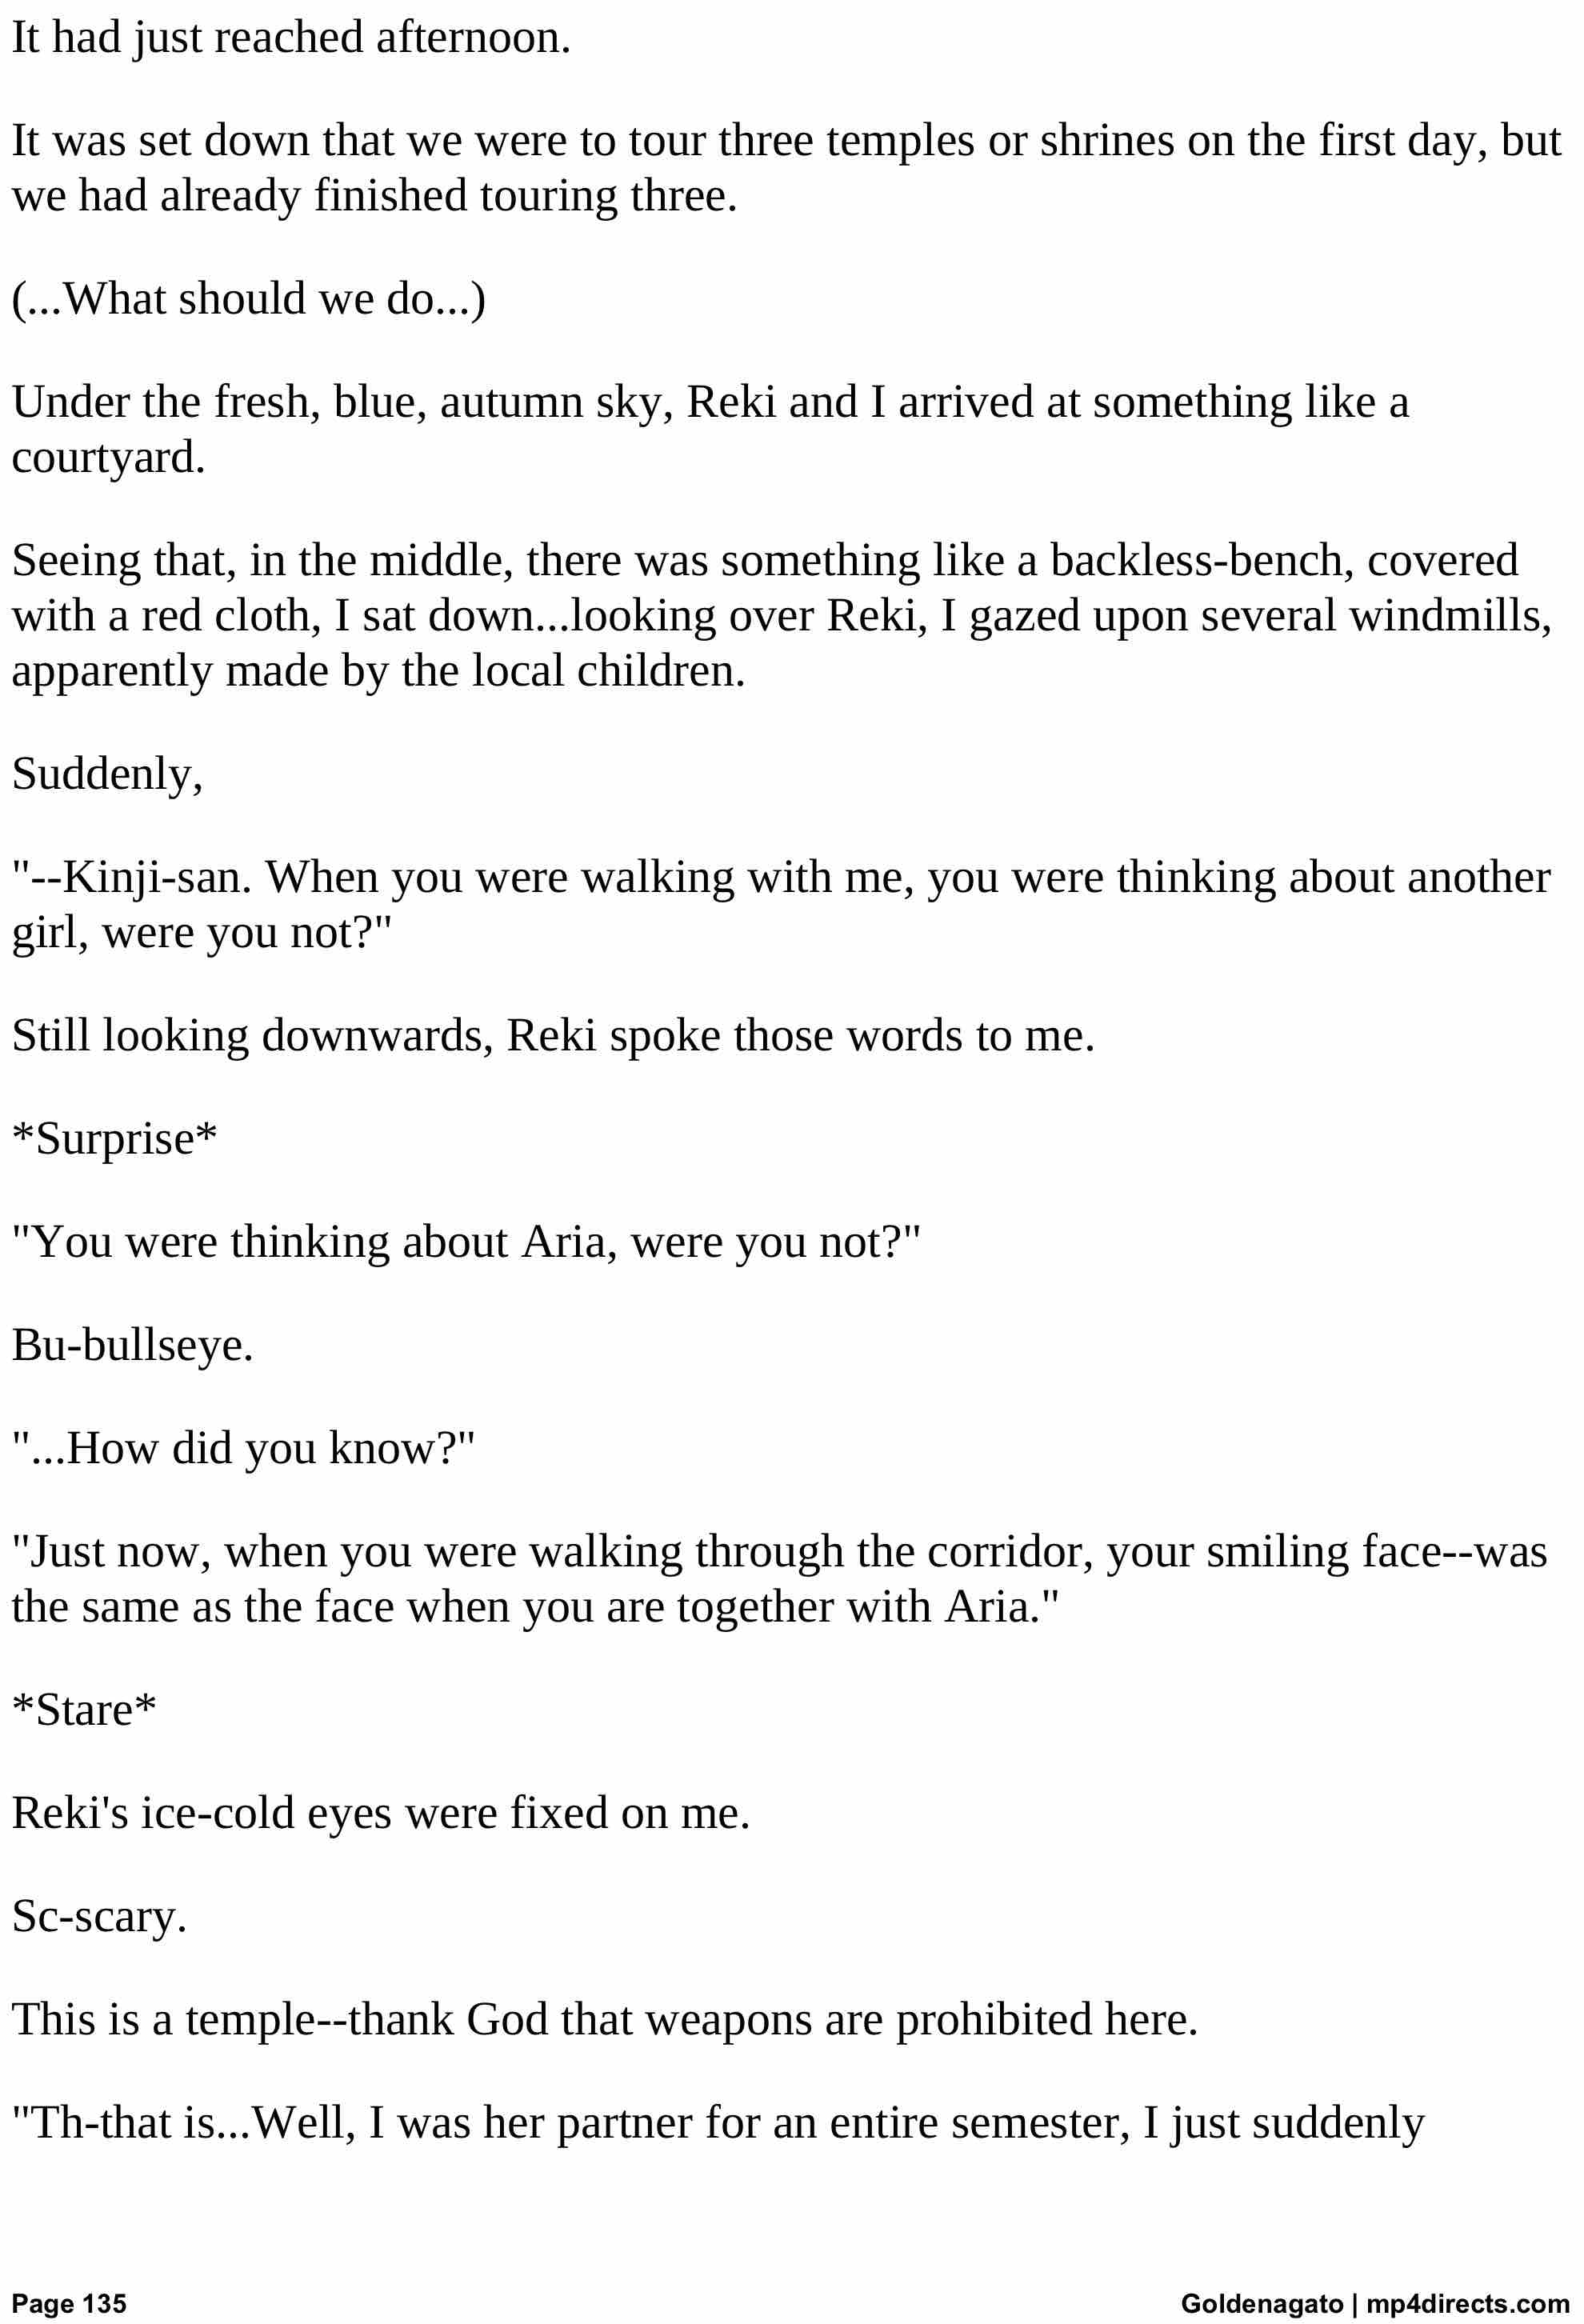 It had just reached afternoon.
It was set down that we were to tour three temples or shrines on the first day, but
we had already finished touring three.
(...What should we do...)
Under the fresh, blue, autumn sky, Reki and I arrived at something like a
courtyard.
Seeing that, in the middle, there was something like a backless-bench, covered
with a red cloth, I sat down...looking over Reki, I gazed upon several windmills,
apparently made by the local children.
Suddenly,
"--Kinji-san. When you were walking with me, you were thinking about another
girl, were you not?"
Still looking downwards, Reki spoke those words to me.
*Surprise*
"You were thinking about Aria, were you not?"
Bu-bullseye.
"...How did you know?"
"Just now, when you were walking through the corridor, your smiling face--was
the same as the face when you are together with Aria."
*Stare*
Reki's ice-cold eyes were fixed on me.
Sc-scary.
This is a temple--thank God that weapons are prohibited here.
"Th-that is...Well, I was her partner for an entire semester, I just suddenly
Page 135 Goldenagato | mp4directs.com